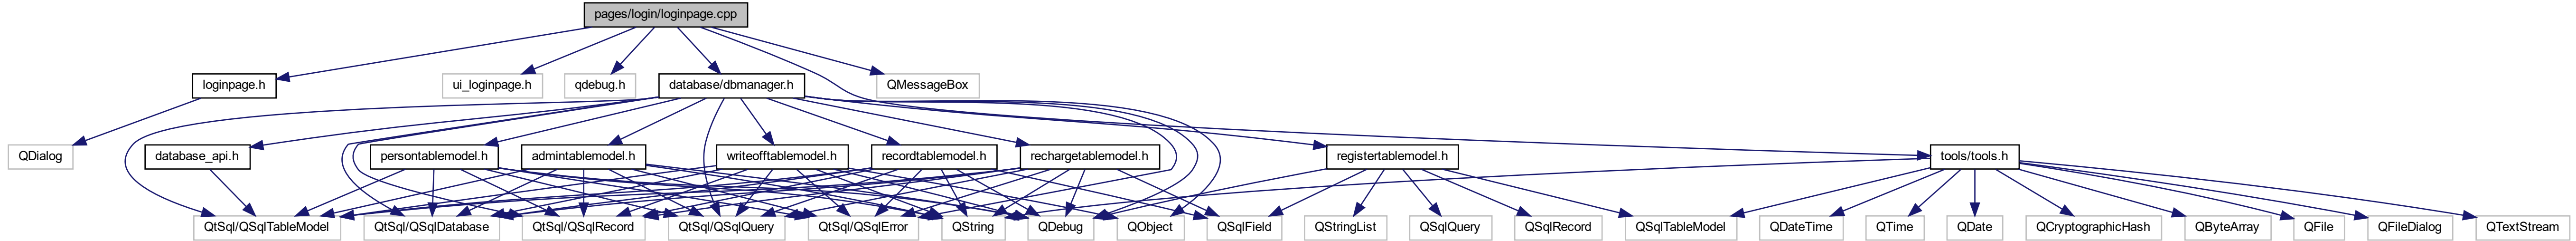 pages/login/loginpage.cpp
loginpage.h
ui_loginpage.h
qdebug.h
database/dbmanager.h
QMessageBox
QDialog
database_api.h
persontablemodel.h
admintablemodel.h
writeofftablemodel.h
recordtablemodel.h
rechargetablemodel.h
registertablemodel.h
tools/tools.h
QtSql/QSqlTableModel
QtSql/QSqlDatabase
QtSql/QSqlRecord
QtSql/QSqlQuery
QtSql/QSqlError
QString
QDebug
QObject
QSqlField
QStringList
QSqlQuery
QSqlRecord
QSqlTableModel
QDateTime
QTime
QDate
QCryptographicHash
QByteArray
QFile
QFileDialog
QTextStream